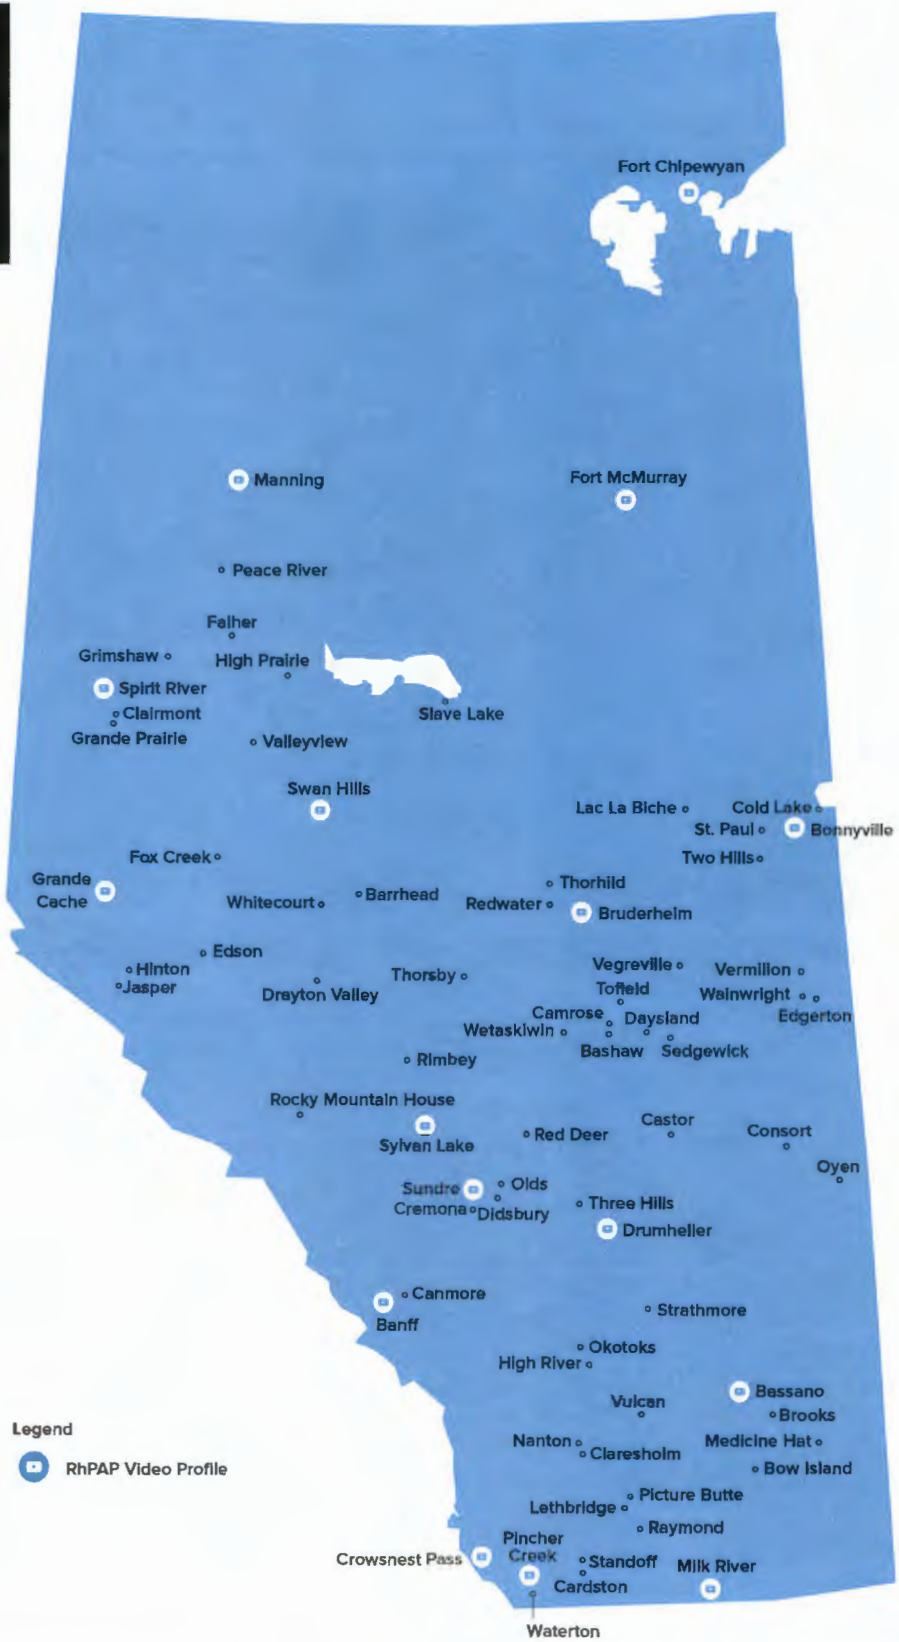 Fort Chipewyan
Manning
Fort McMurray
Peace River
Falher
Grimshaw
High Prairie
Spirit River
Clairmont
Slave Lake
Grande Prairie
Valleyview
Swan Hills
Lac La Biche
Cold Lake
St. Paul
Bonnyville
Fox Creek
Two Hills
Grande
Cache
Thorhild
Barrhead
Whitecourt
Redwater
Bruderheim
Edson
Hinton
Jasper
Drayton Valley
Thorsby
Vegreville
Vermilion
Tofield
Wainwright
Edgerton
Camrose
Daysland
Wetaskiwin
Bashaw
Sedgewick
Rimbey
Rocky Mountain House
Sylvan Lake
Red Deer
Castor
Consort
Oyen
Sundre
Olds
Cremona
Didsbury
Three Hills
Drumheller
Canmore
Banff
Strathmore
Okotoks
High River
Bassano
Vulcan
Brooks
Legend
Nanton
Claresholm
Medicine Hat
RhPAP Video Profile
Bow Island
Picture Butte
Lethbridge
Raymond
Pincher
Creek
Crowsnest Pass
Standoff
Milk River
Cardston
Waterton